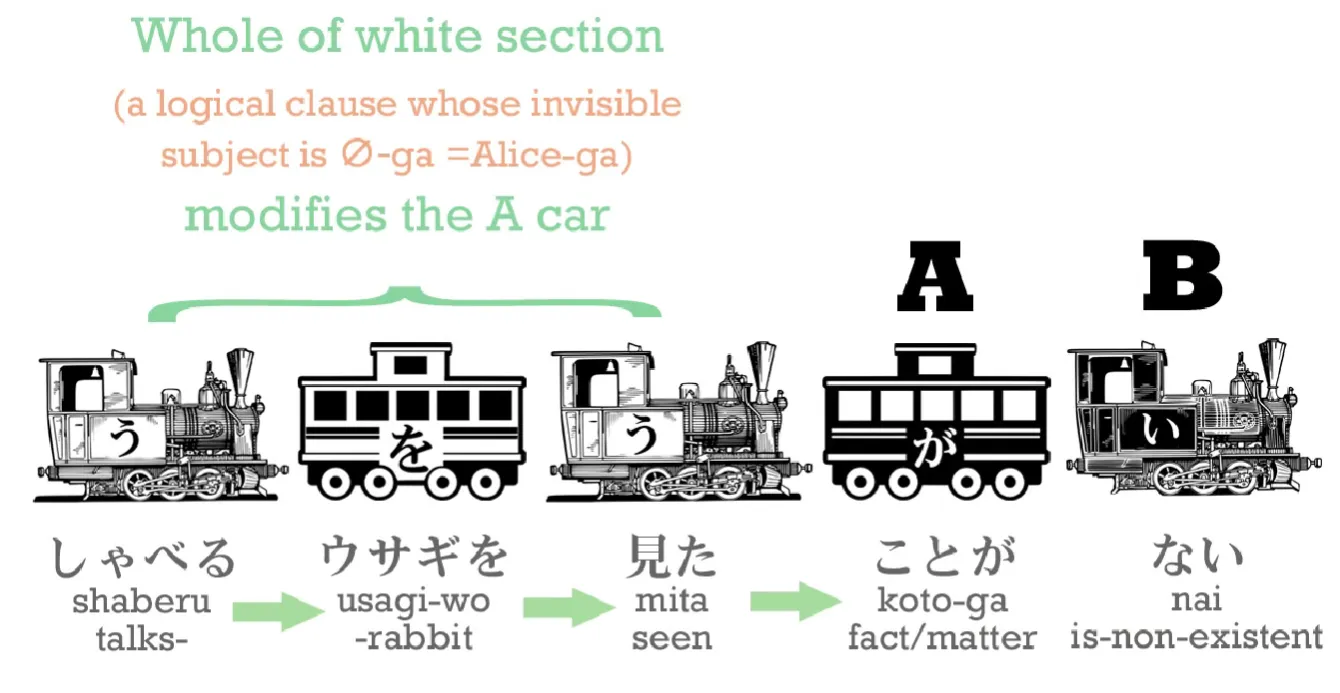 Whole of white section
(a logical clause whose invisible
subject is ∅-ga =Alice-ga)
modifies the A car
A B
う を う が い
しゃべる ウサギを 見た ことが ない
shaberu usagi-wo mita koto-ga nai
talks- -rabbit seen fact/matter is-non-existent